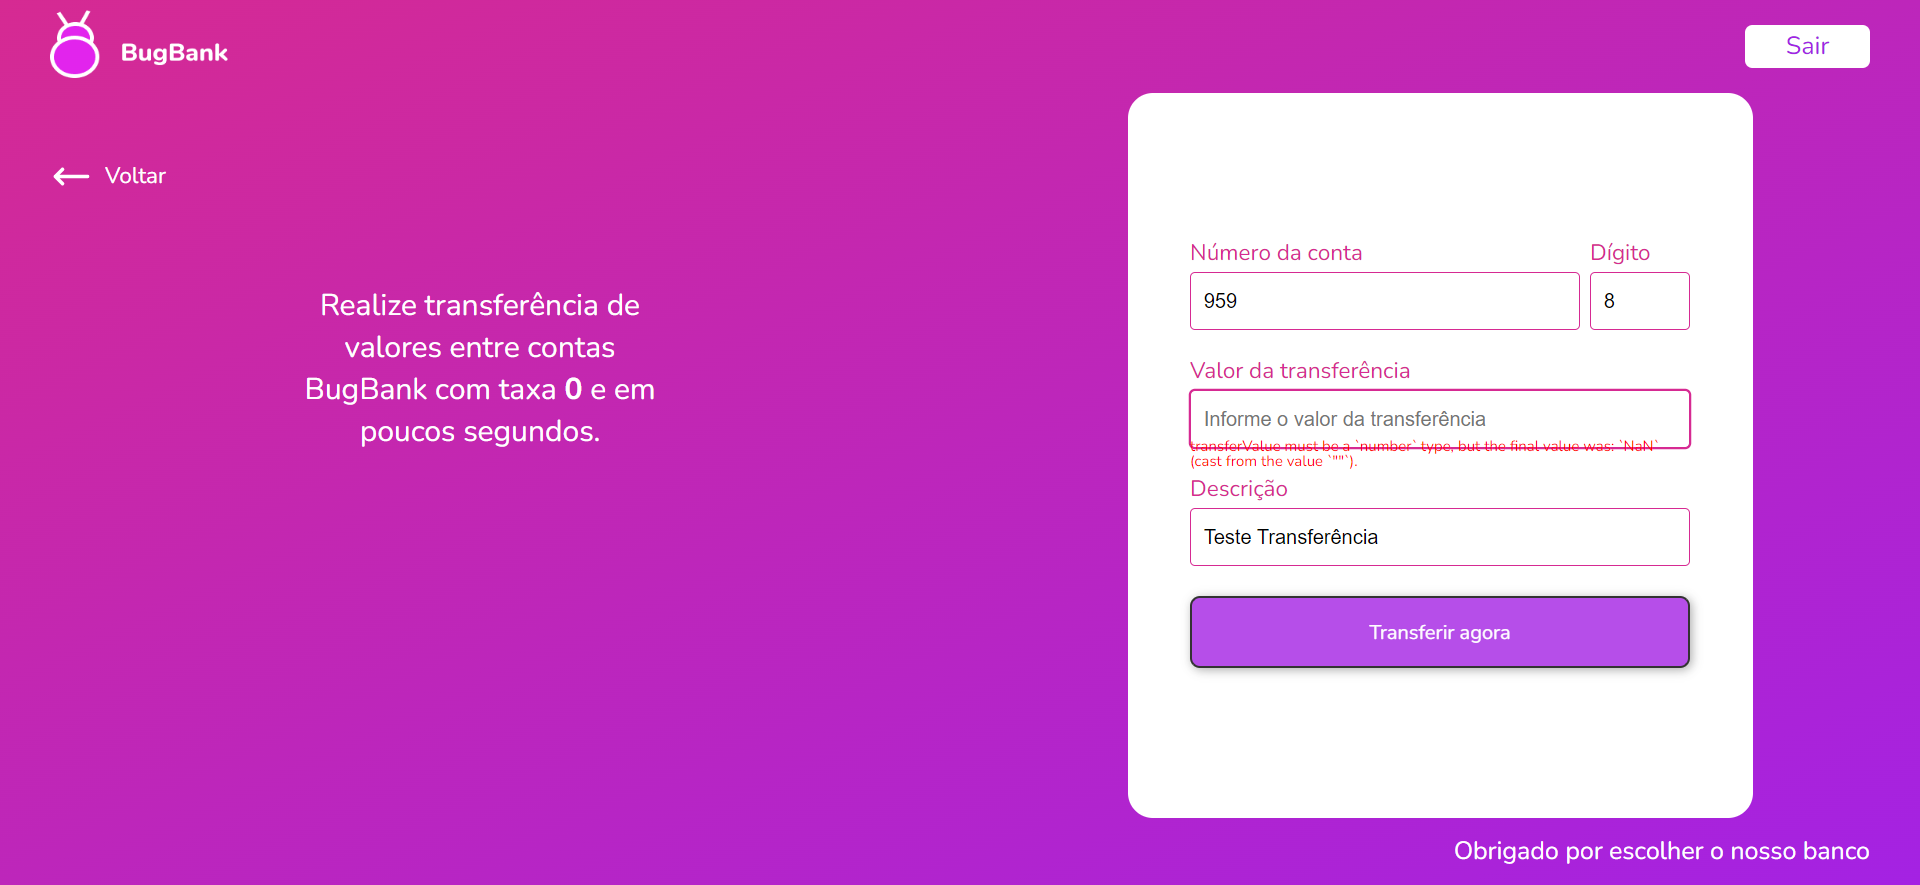 BugBank
Sair
Voltar
Realize transferência de
valores entre contas
BugBank com taxa 0 e em
poucos segundos.
Número da conta
Dígito
959
8
Valor da transferência
Informe o valor da transferência
transferValue must be a `number` type, but the final value was: `NaN`
(cast from the value `""`).
Descrição
Teste Transferência
Transferir agora
Obrigado por escolher o nosso banco